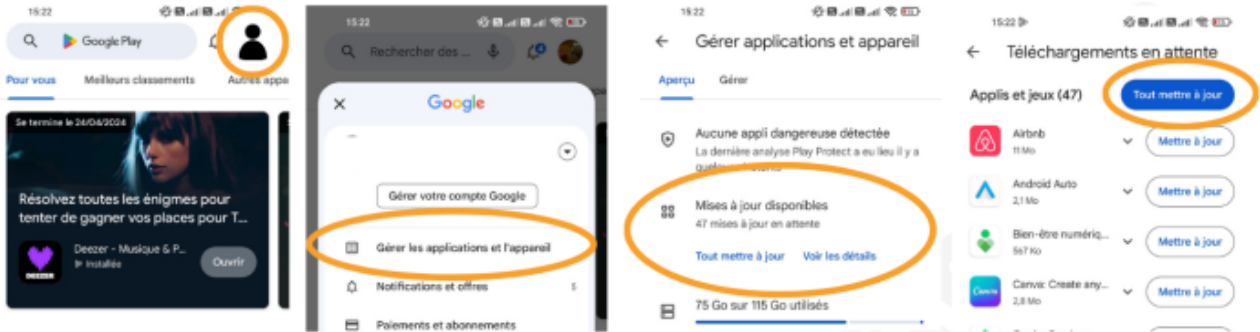 15:22
Google Play
Pour vous Meilleurs classements Autres appa
Se termine le 24/04/2024
Résolvez toutes les énigmes pour
tenter de gagner vos places pour T...
Deezer - Musique & P...
Installée
Ouvrir
DEEZER
15:22
Rechercher des ...
Google
Gérer votre compte Google
Gérer les applications et l'appareil
Notifications et offres 5
Paiements et abonnements
15:22
Gérer applications et appareil
Aperçu Gérer
Aucune appli dangereuse détectée
La dernière analyse Play Protect a eu lieu il y a
Mises à jour disponibles
47 mises à jour en attente
Tout mettre à jour Voir les détails
75 Go sur 115 Go utilisés
15:22
Téléchargements en attente
Applis et jeux (47) Tout mettre à jour
Airbnb
11 Mo
Mettre à jour
Android Auto
2,1 Mo
Mettre à jour
Bien-être numériq...
567 Ko
Mettre à jour
Canva: Create any...
2,8 Mo
Mettre à jour
Canva